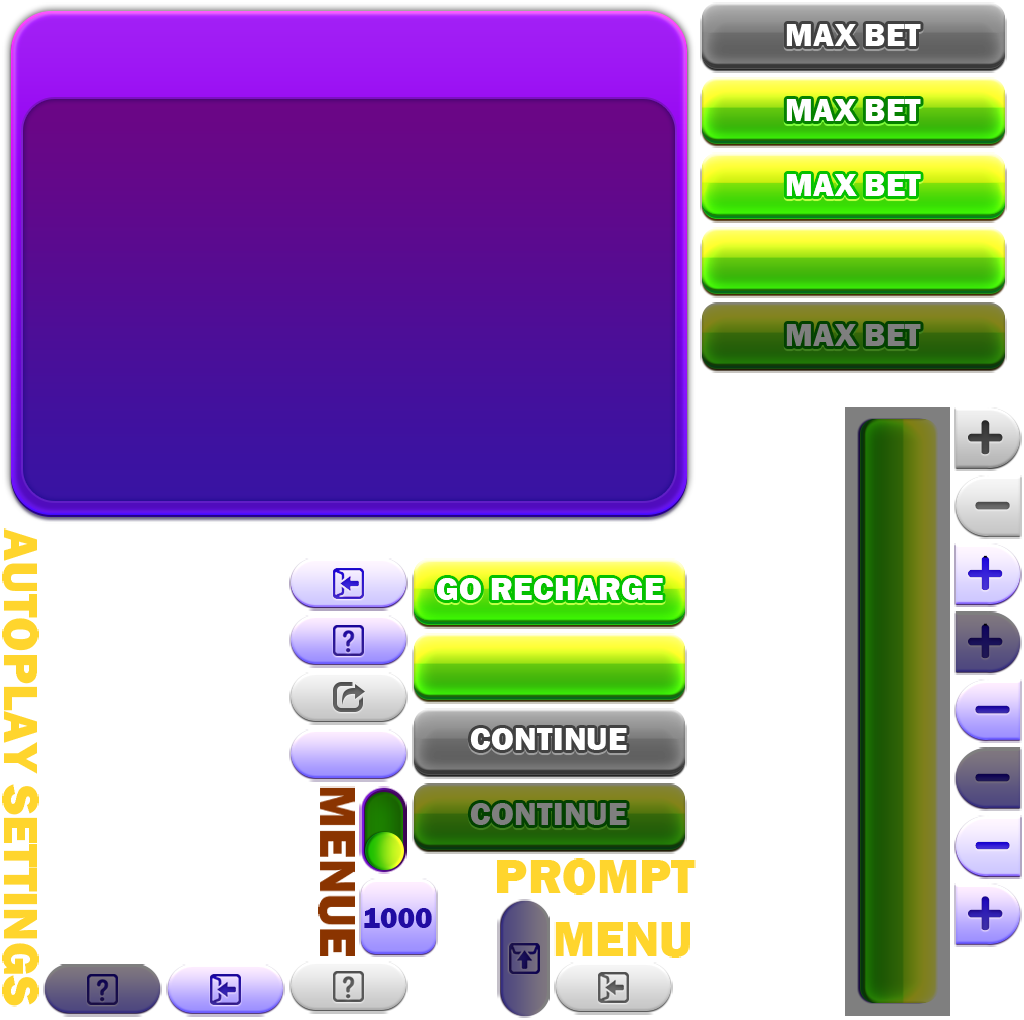 MAX BET
MAX BET
MAX BET
MAX BET
AUTOPLAY SETTINGS
GO RECHARGE
?
CONTINUE
CONTINUE
MENUE
PROMPT
1000
MENU
?
?